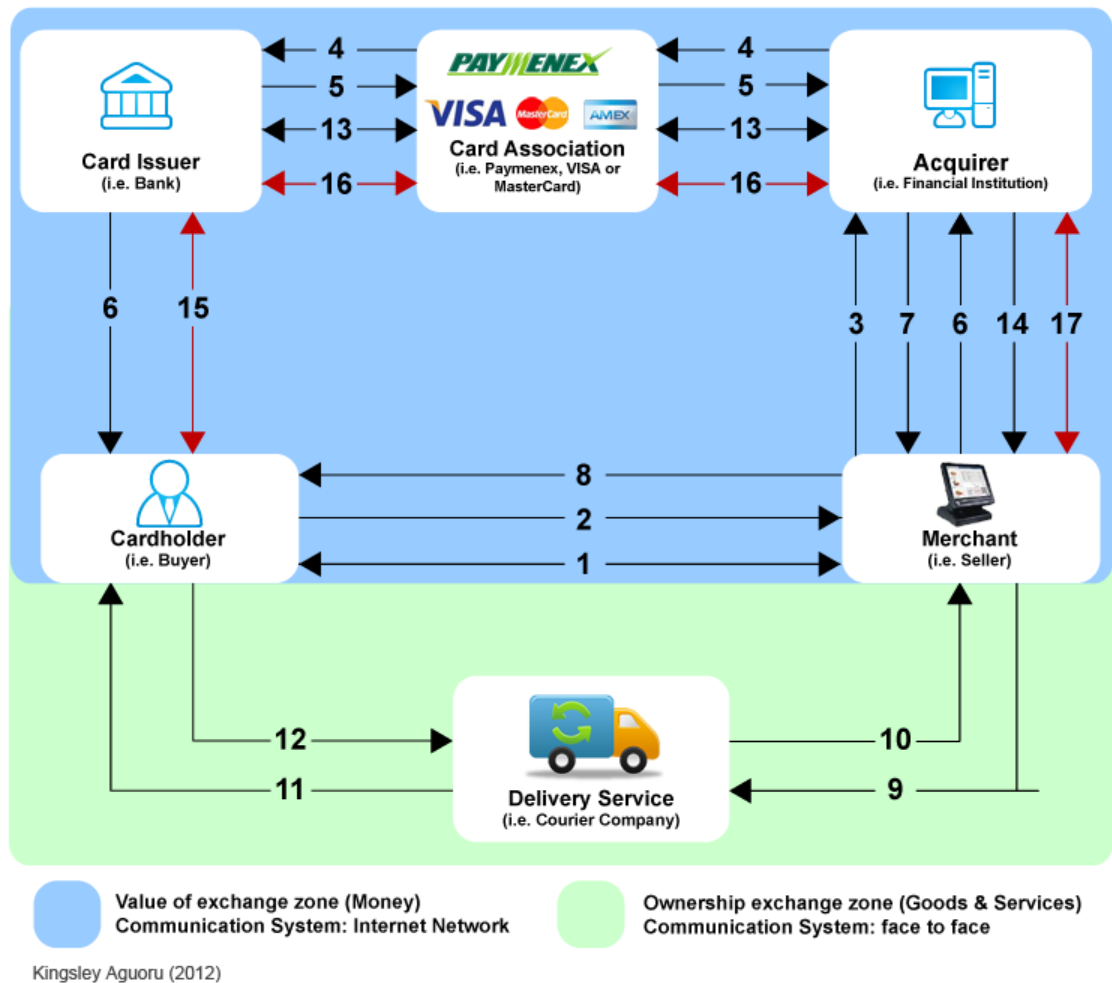 4
4
PAYMENEX
5
5
VISA MasterCard AMEX
13
13
Card Issuer
(i.e. Bank)
Card Association
(i.e. Paymenex, VISA or
MasterCard)
Acquirer
(i.e. Financial Institution)
16
16
6
15
3
7
6
14
17
8
2
Cardholder
(i.e. Buyer)
Merchant
(i.e. Seller)
1
12
10
11
9
Delivery Service
(i.e. Courier Company)
Value of exchange zone (Money)
Communication System: Internet Network
Ownership exchange zone (Goods & Services)
Communication System: face to face
Kingsley Aguoru (2012)